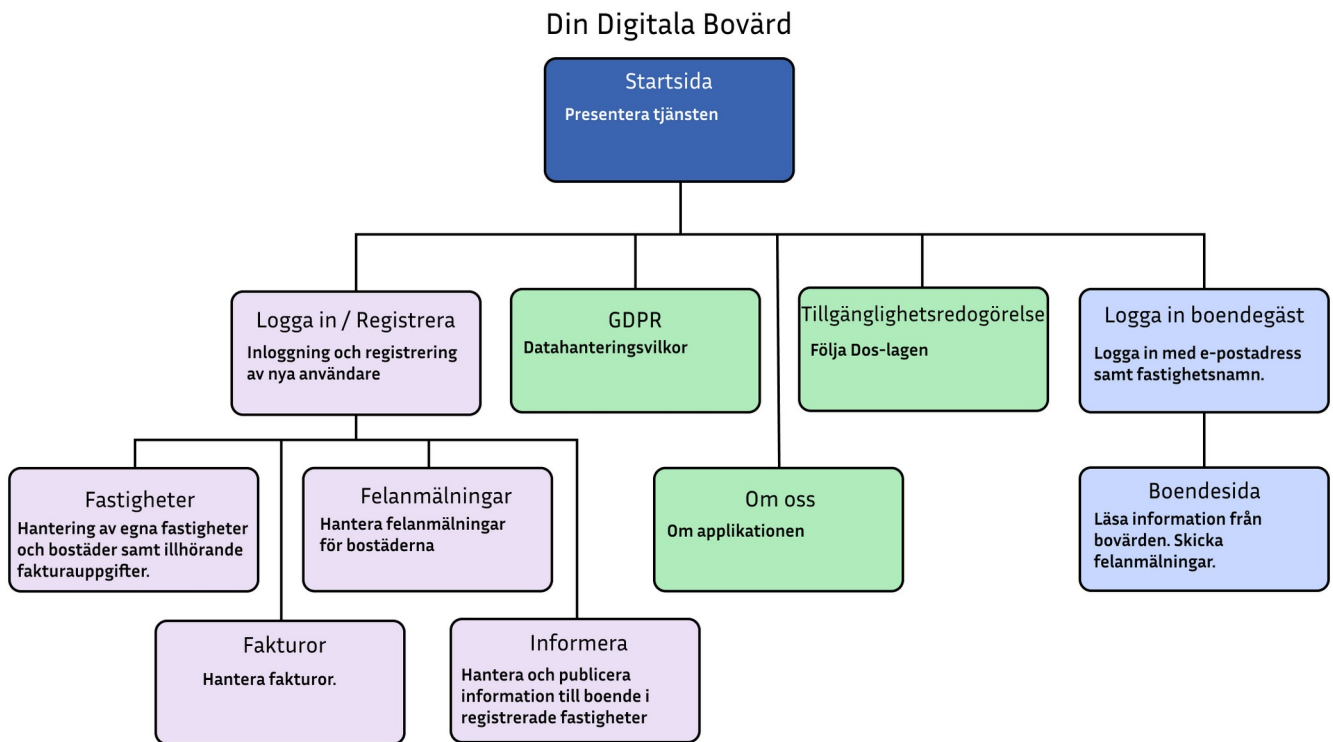 Din Digitala Bovärd
Startsida
Presentera tjänsten
Logga in / Registrera
Inloggning och registrering
av nya användare
GDPR
Datahanteringsvilkor
Tillgänglighetsredogörelse
Följa Dos-lagen
Logga in boendegäst
Logga in med e-postadress
samt fastighetsnamn.
Fastigheter
Hantering av egna fastigheter
och bostäder samt illhörande
fakturauppgifter.
Felanmälningar
Hantera felanmälningar
för bostäderna
Om oss
Om applikationen
Boendesida
Läsa information från
bovärden. Skicka
felanmälningar.
Fakturor
Hantera fakturor.
Informera
Hantera och publicera
information till boende i
registrerade fastigheter